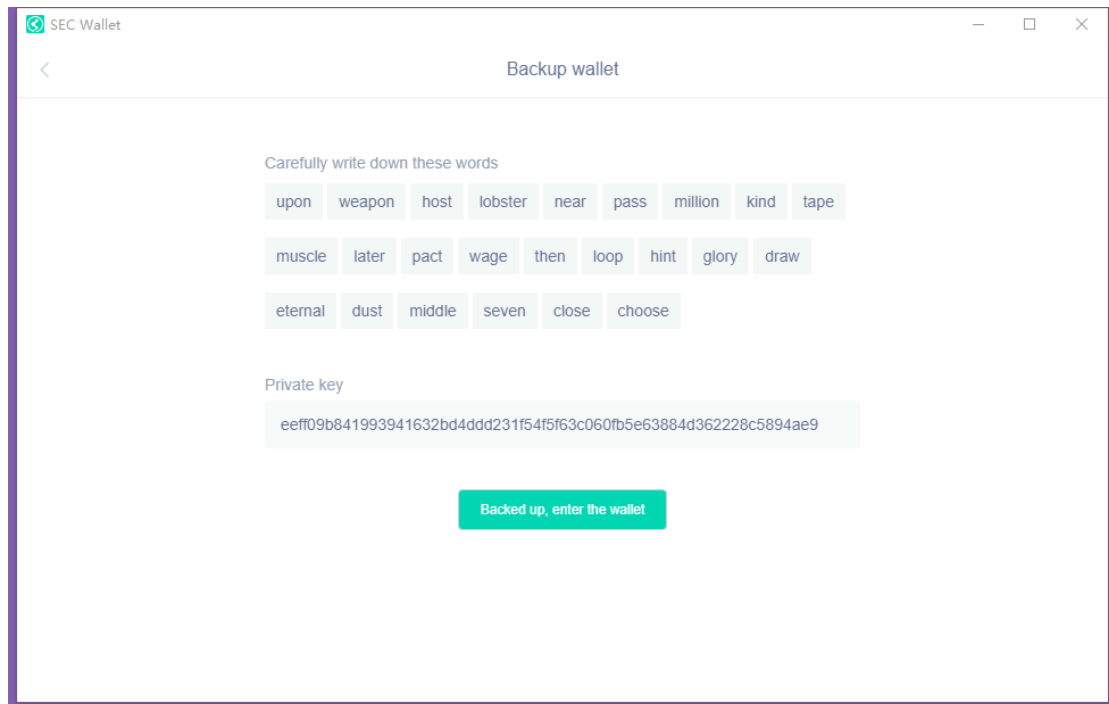 SEC Wallet
Backup wallet
Carefully write down these words
upon weapon host lobster near pass million kind tape
muscle later pact wage then loop hint glory draw
eternal dust middle seven close choose
Private key
eeff09b841993941632bd4ddd231f54f5f63c060fb5e63884d362228c5894ae9
Backed up, enter the wallet